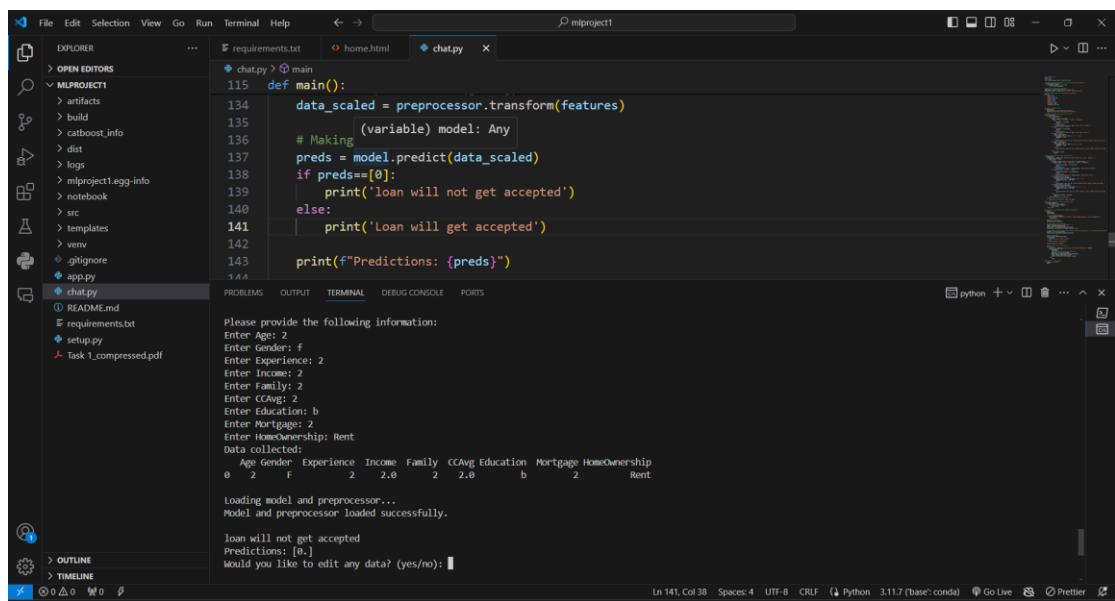 File Edit Selection View Go Run Terminal Help
mlproject1
EXPLORER
OPEN EDITORS
MLPROJECT1
artifacts
build
catboost_info
dist
logs
mlproject1.egg-info
notebook
src
templates
venv
.gitignore
app.py
chat.py
README.md
requirements.txt
setup.py
Task 1_compressed.pdf
OUTLINE
TIMELINE
requirements.txt home.html chat.py
chat.py > main
115 def main():
134 data_scaled = preprocessor.transform(features)
135
(variable) model: Any
136 # Making
137 preds = model.predict(data_scaled)
138 if preds==[0]:
139 print('loan will not get accepted')
140 else:
141 print('Loan will get accepted')
142
143 print(f"Predictions: {preds}")
144
PROBLEMS OUTPUT TERMINAL DEBUG CONSOLE PORTS
python
Please provide the following information:
Enter Age: 2
Enter Gender: f
Enter Experience: 2
Enter Income: 2
Enter Family: 2
Enter CCAvg: 2
Enter Education: b
Enter Mortgage: 2
Enter HomeOwnership: Rent
Data collected:
Age Gender Experience Income Family CCAvg Education Mortgage HomeOwnership
0 2 F 2 2.0 2 2.0 b 2 Rent
Loading model and preprocessor...
Model and preprocessor loaded successfully.
loan will not get accepted
Predictions: [0.]
Would you like to edit any data? (yes/no):
0 0 0 Ln 141, Col 38 Spaces: 4 UTF-8 CRLF Python 3.11.7 ('base': conda) Go Live Prettier